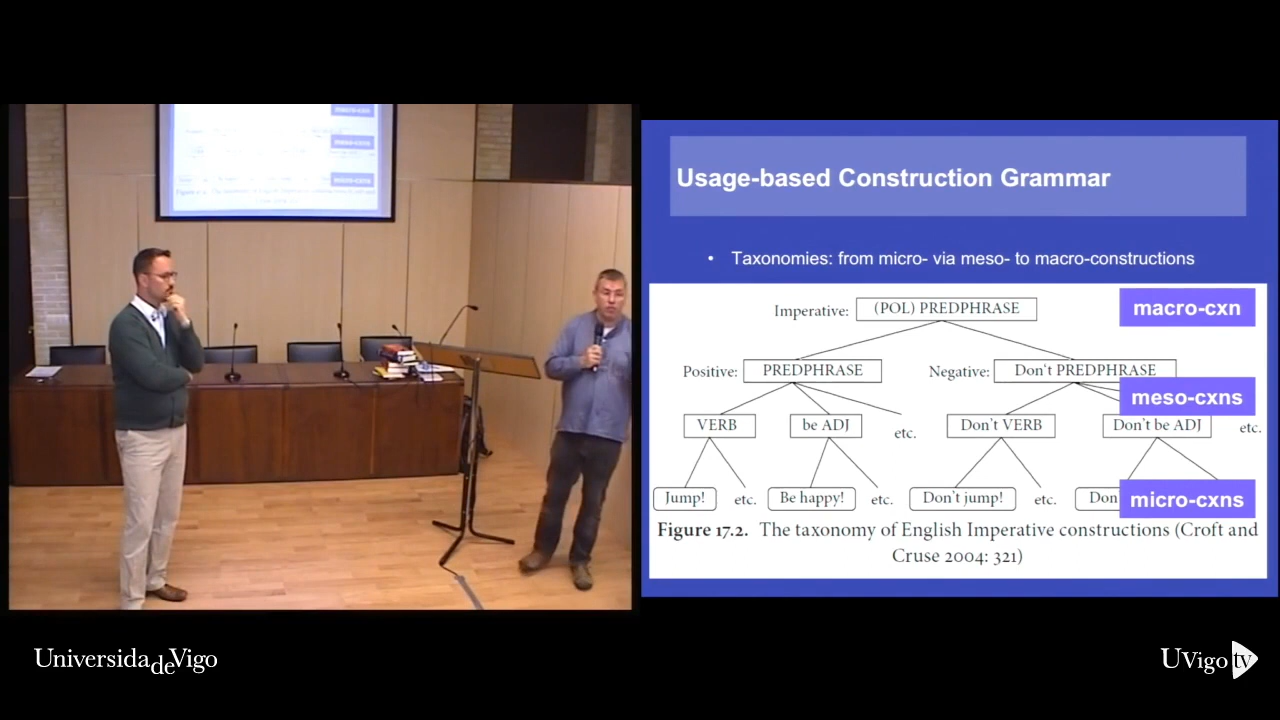 Usage-based Construction Grammar
• Taxonomies: from micro- via meso- to macro-constructions
Imperative: (POL) PREDPHRASE macro-cxn
Positive: PREDPHRASE Negative: Don't PREDPHRASE
meso-cxns
VERB be ADJ etc. Don't VERB Don't be ADJ etc.
Jump! etc. Be happy! etc. Don't jump! etc. Don micro-cxns
Figure 17.2. The taxonomy of English Imperative constructions (Croft and
Cruse 2004: 321)
UniversidadeVigo
UVigo tv